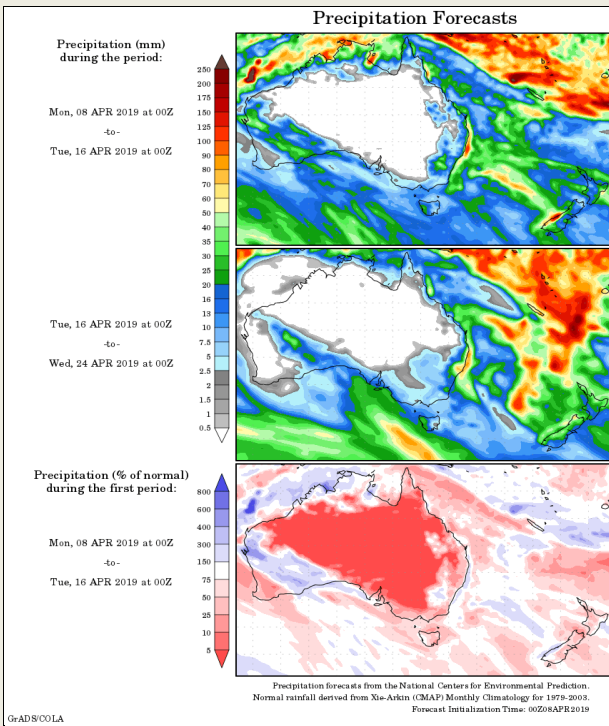 Precipitation Forecasts
Precipitation (mm)
during the period:
Mon, 08 APR 2019 at 00Z
-to-
Tue, 16 APR 2019 at 00Z
250
200
175
150
125
100
90
80
70
60
50
40
35
30
25
20
16
13
10
7.5
5
2.5
2
1.5
1
0.5
Tue, 16 APR 2019 at 00Z
-to-
Wed, 24 APR 2019 at 00Z
Precipitation (% of normal)
during the first period:
Mon, 08 APR 2019 at 00Z
-to-
Tue, 16 APR 2019 at 00Z
800
600
400
300
150
75
50
25
10
5
Precipitation forecasts from the National Centers for Environmental Prediction.
Normal rainfall derived from Xie-Arkin (CMAP) Monthly Climatology for 1979-2003.
Forecast Initialization Time: 00Z08APR2019
GrADS/COLA